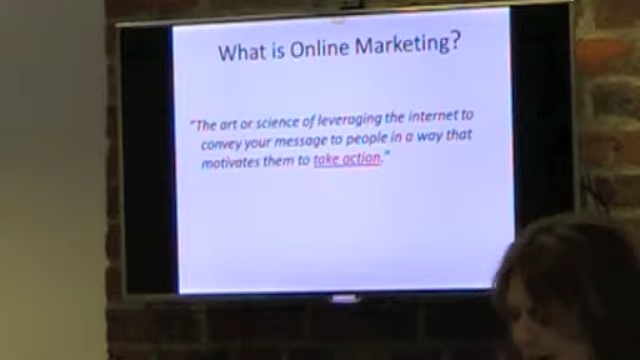 What is Online Marketing?
"The art or science of leveraging the internet to
convey your message to people in a way that
motivates them to take action."